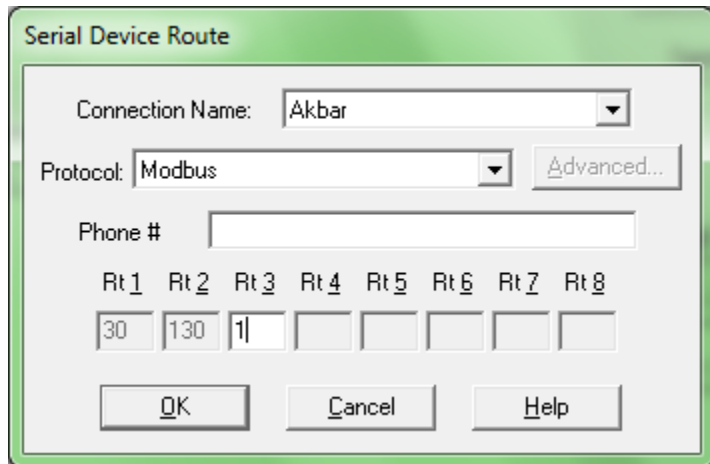 Serial Device Route
Connection Name: Akbar
Protocol: Modbus Advanced...
Phone #
Rt 1 Rt 2 Rt 3 Rt 4 Rt 5 Rt 6 Rt 7 Rt 8
30 130 1
OK Cancel Help